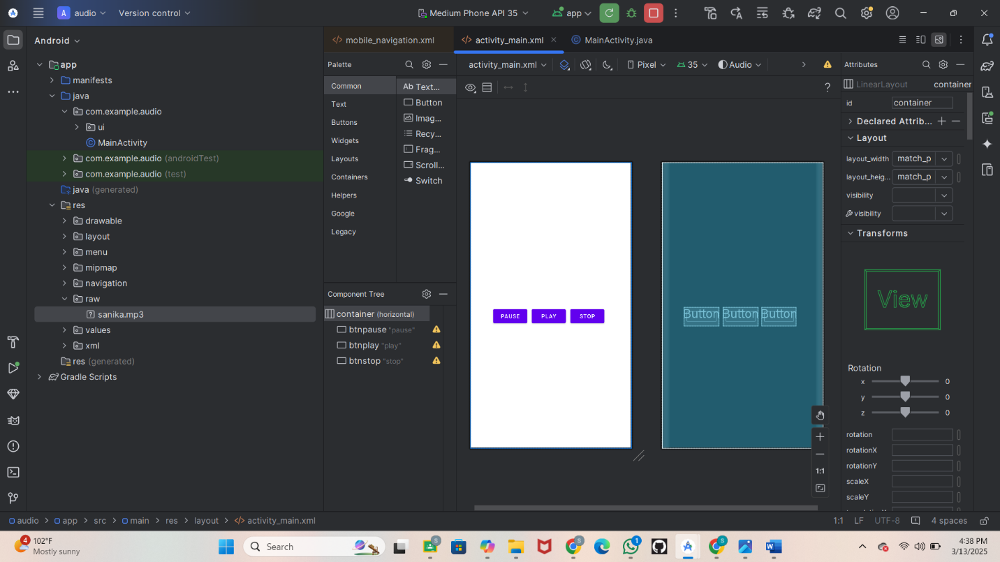 A audio
Version control
Medium Phone API 35
app
Android
mobile_navigation.xml
activity_main.xml
MainActivity.java
app
manifests
java
com.example.audio
ui
MainActivity
com.example.audio (androidTest)
com.example.audio (test)
java (generated)
res
drawable
layout
menu
mipmap
navigation
raw
sanika.mp3
values
xml
res (generated)
Gradle Scripts
Palette
Common
Text
Buttons
Widgets
Layouts
Containers
Helpers
Google
Legacy
Ab Text...
Button
Imag...
Recy...
Frag...
Scroll...
Switch
Component Tree
container (horizontal)
btnpause "pause"
btnplay "play"
btnstop "stop"
activity_main.xml
Pixel
35
Audio
?
PAUSE PLAY STOP
Button Button Button
1:1
Attributes
LinearLayout container
id container
Declared Attrib...
Layout
layout_width match_p
layout_heig... match_p
visibility
visibility
Transforms
View
Rotation
x 0
y 0
z 0
rotation
rotationX
rotationY
scaleX
scaleY
audio > app > src > main > res > layout > activity_main.xml
1:1 LF UTF-8 4 spaces
4
102°F
Mostly sunny
Search
S
S
1
S
4:38 PM
3/13/2025